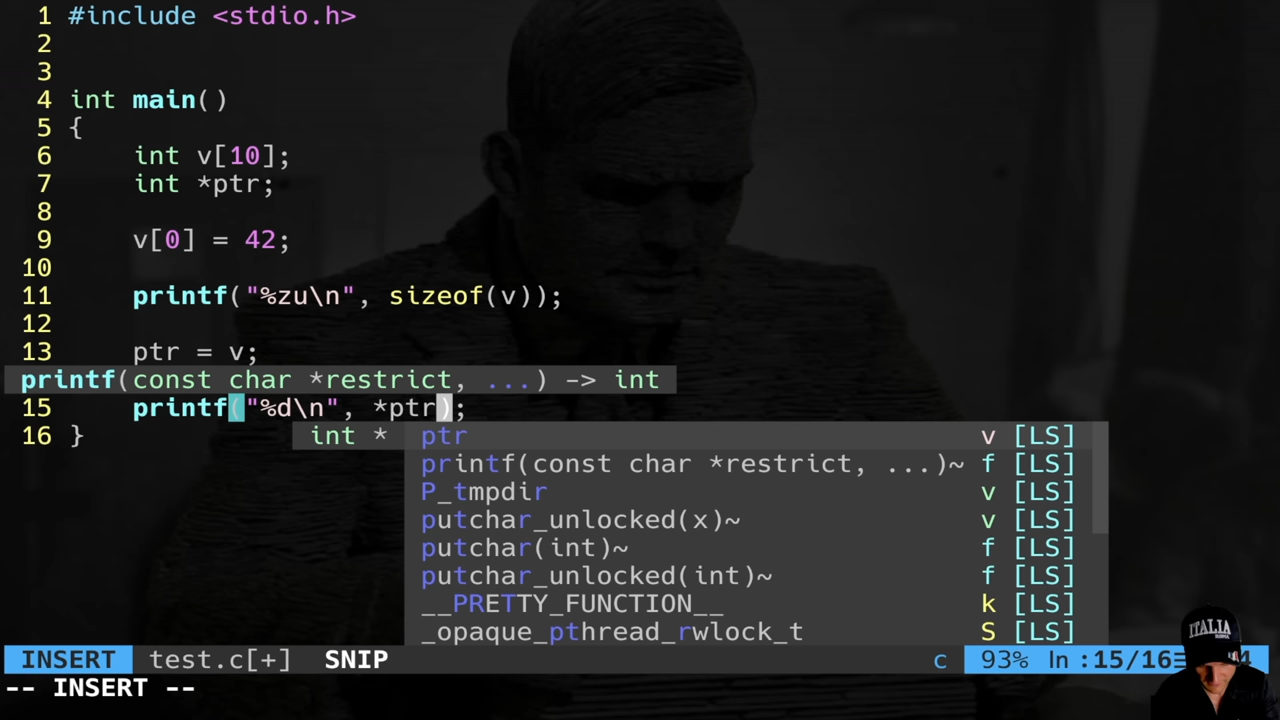 1 #include <stdio.h>
2
3
4 int main()
5 {
6     int v[10];
7     int *ptr;
8
9     v[0] = 42;
10
11     printf("%zu\n", sizeof(v));
12
13     ptr = v;
printf(const char *restrict, ...) -> int
15     printf("%d\n", *ptr);
16 } int * ptr v [LS]
printf(const char *restrict, ...)~ f [LS]
P_tmpdir v [LS]
putchar_unlocked(x)~ v [LS]
putchar(int)~ f [LS]
putchar_unlocked(int)~ f [LS]
__PRETTY_FUNCTION__ k [LS]
_opaque_pthread_rwlock_t S [LS]
ITALIA
INSERT test.c[+] SNIP c 93% ln :15/16≡
-- INSERT --